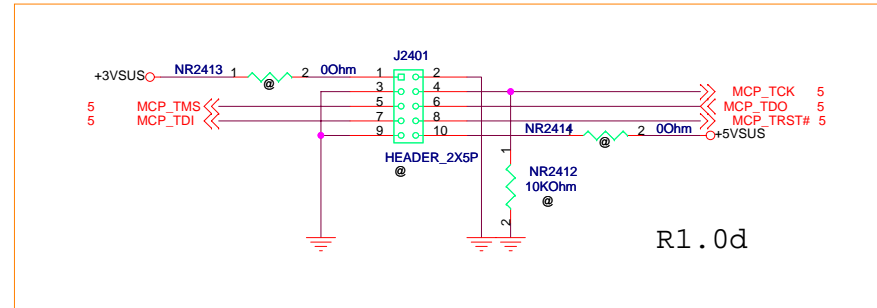 J2401
+3VSUS NR2413 1 2 0Ohm 1 2
@
3 4 MCP_TCK 5
5 MCP_TMS 5 6 MCP_TDO 5
5 MCP_TDI 7 8 MCP_TRST# 5
9 10 NR2414 1 2 0Ohm +5VSUS
@
HEADER_2X5P
@
1
NR2412
10KOhm
@
2
R1.0d